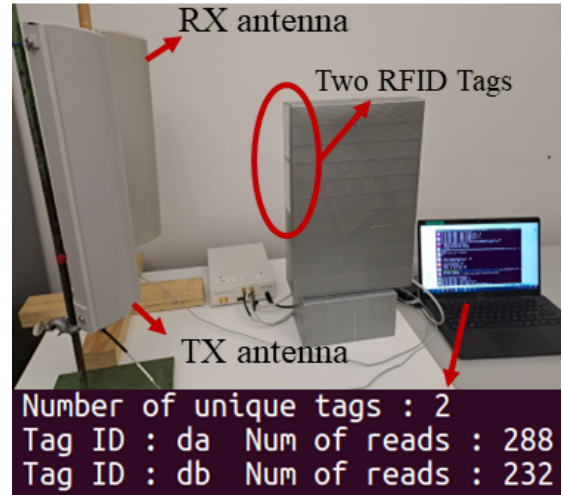 RX antenna
Two RFID Tags
TX antenna
Number of unique tags : 2
Tag ID : da  Num of reads : 288
Tag ID : db  Num of reads : 232